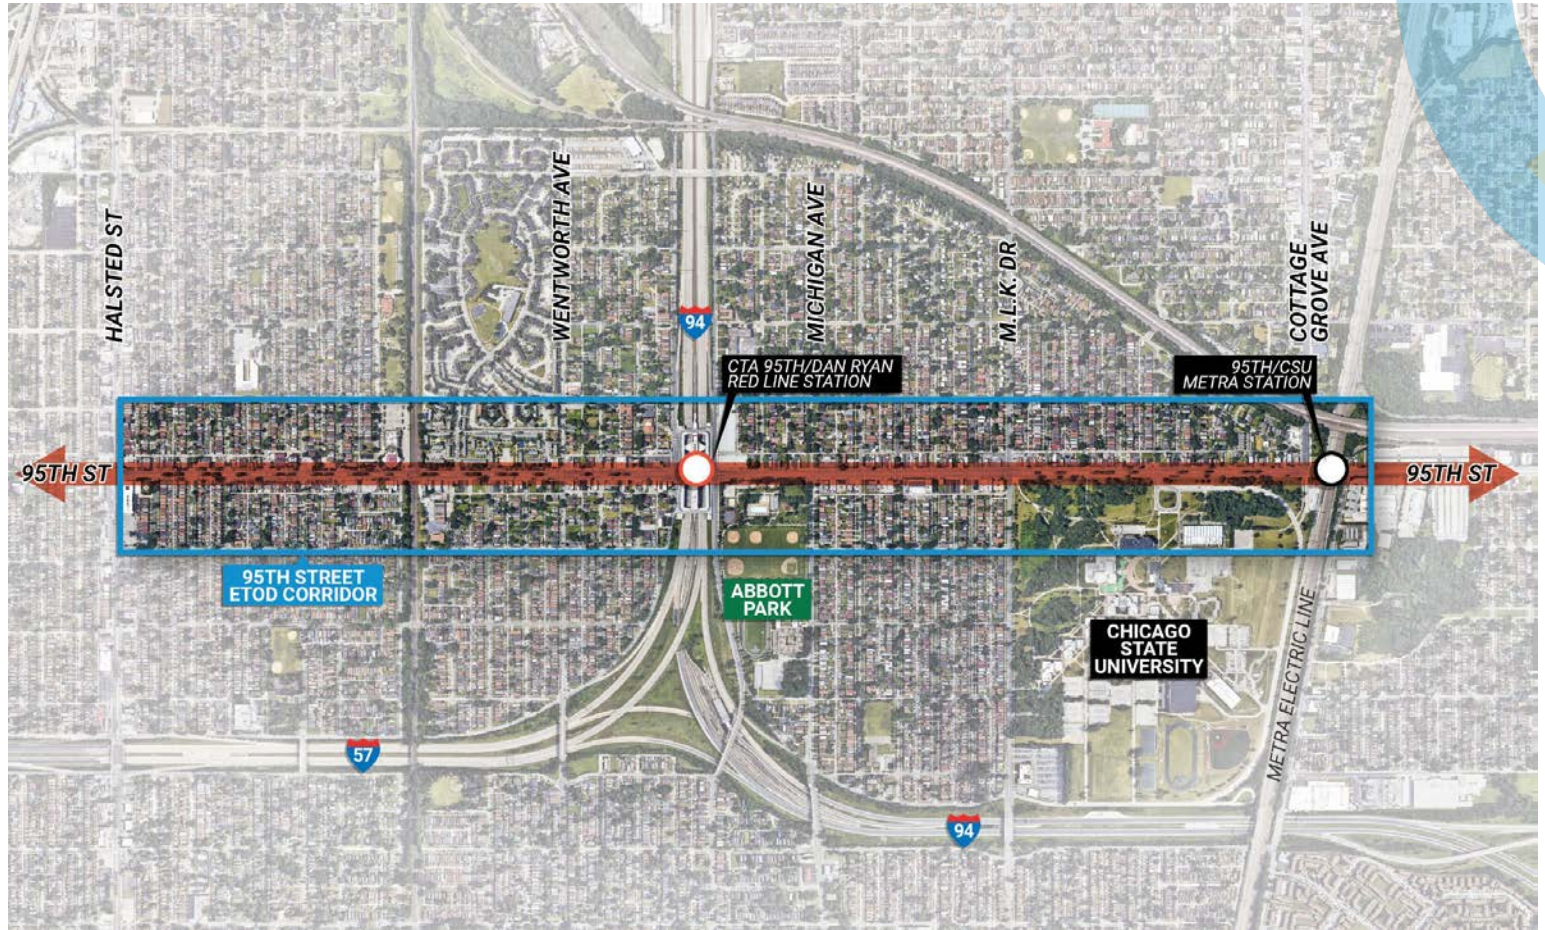 HALSTED ST
WENTWORTH AVE
MICHIGAN AVE
M.L.K. DR
COTTAGE
GROVE AVE
94
CTA 95TH/DAN RYAN
RED LINE STATION
95TH/CSU
METRA STATION
95TH ST
95TH ST
95TH STREET
ETOD CORRIDOR
ABBOTT
PARK
CHICAGO
STATE
UNIVERSITY
METRA ELECTRIC LINE
57
94